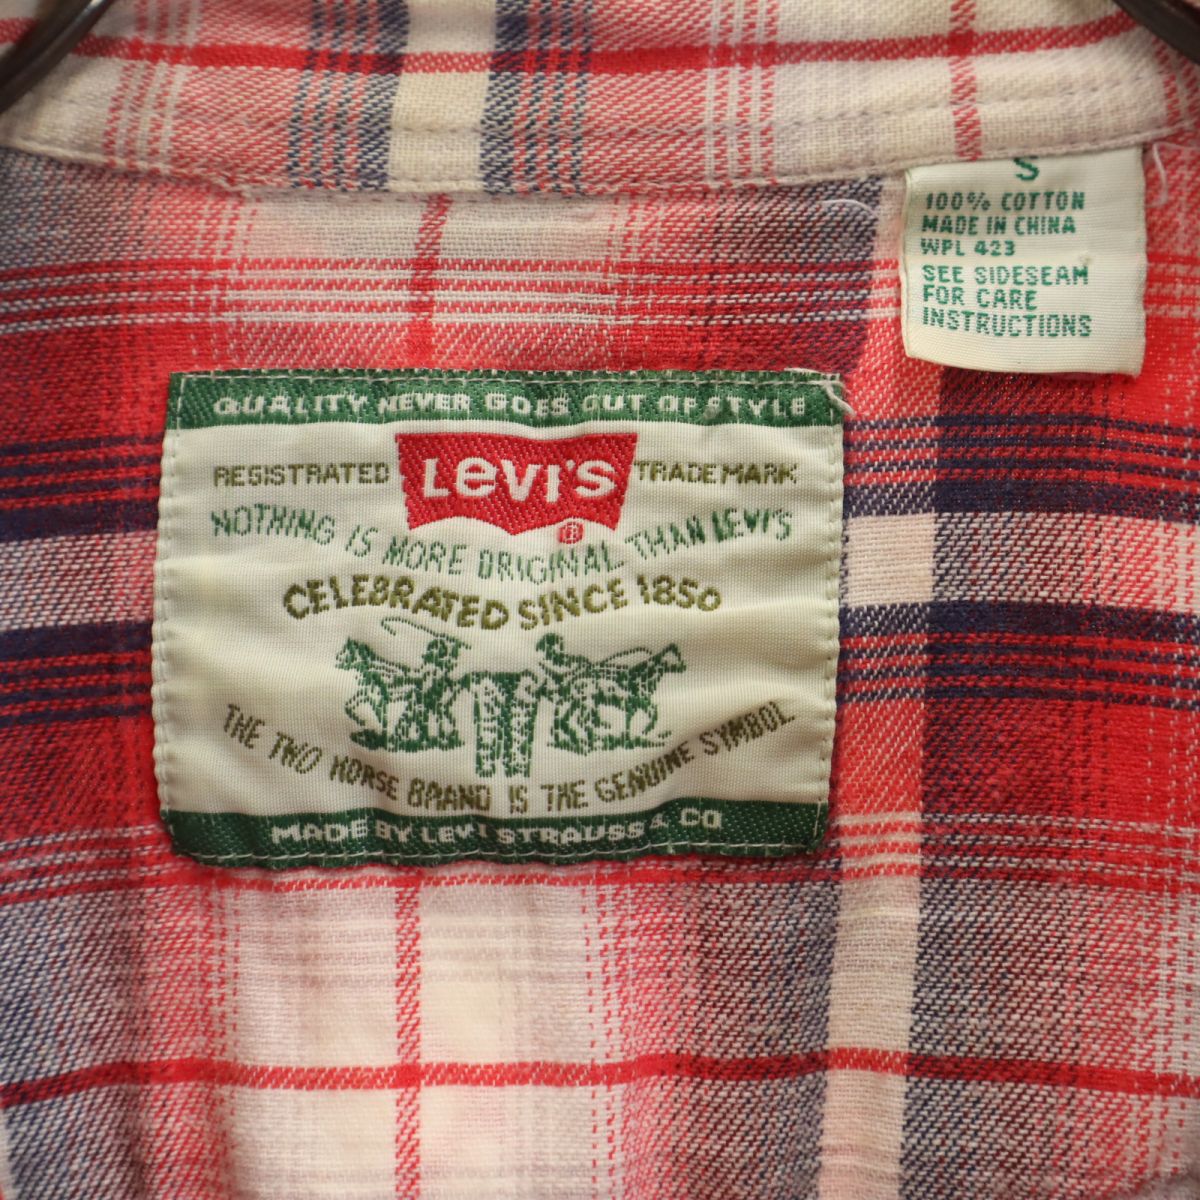 S
100% COTTON
MADE IN CHINA
WPL 423
SEE SIDESEAM
FOR CARE
INSTRUCTIONS
QUALITY NEVER GOES OUT OF STYLE
REGISTRATED LEVI'S TRADEMARK
®
NOTHING IS MORE ORIGINAL THAN LEVI'S
CELEBRATED SINCE 1850
THE TWO HORSE BRAND IS THE GENUINE SYMBOL
MADE BY LEVI STRAUSS & CO